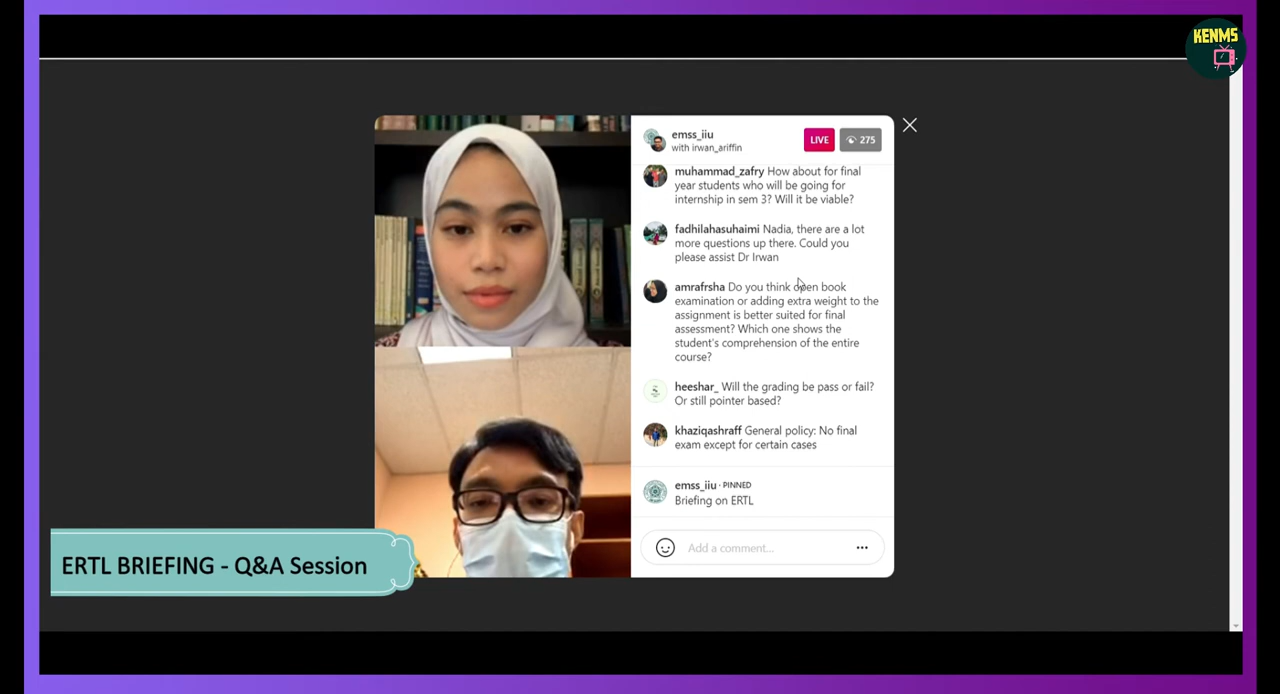 KENMS
emss_iiu
with irwan_ariffin
LIVE
275
muhammad_zafry How about for final
year students who will be going for
internship in sem 3? Will it be viable?
fadhilahasuhaimi Nadia, there are a lot
more questions up there. Could you
please assist Dr Irwan
amrafrsha Do you think open book
examination or adding extra weight to the
assignment is better suited for final
assessment? Which one shows the
student's comprehension of the entire
course?
heeshar_ Will the grading be pass or fail?
Or still pointer based?
khaziqashraff General policy: No final
exam except for certain cases
emss_iiu · PINNED
Briefing on ERTL
Add a comment...
ERTL BRIEFING - Q&A Session